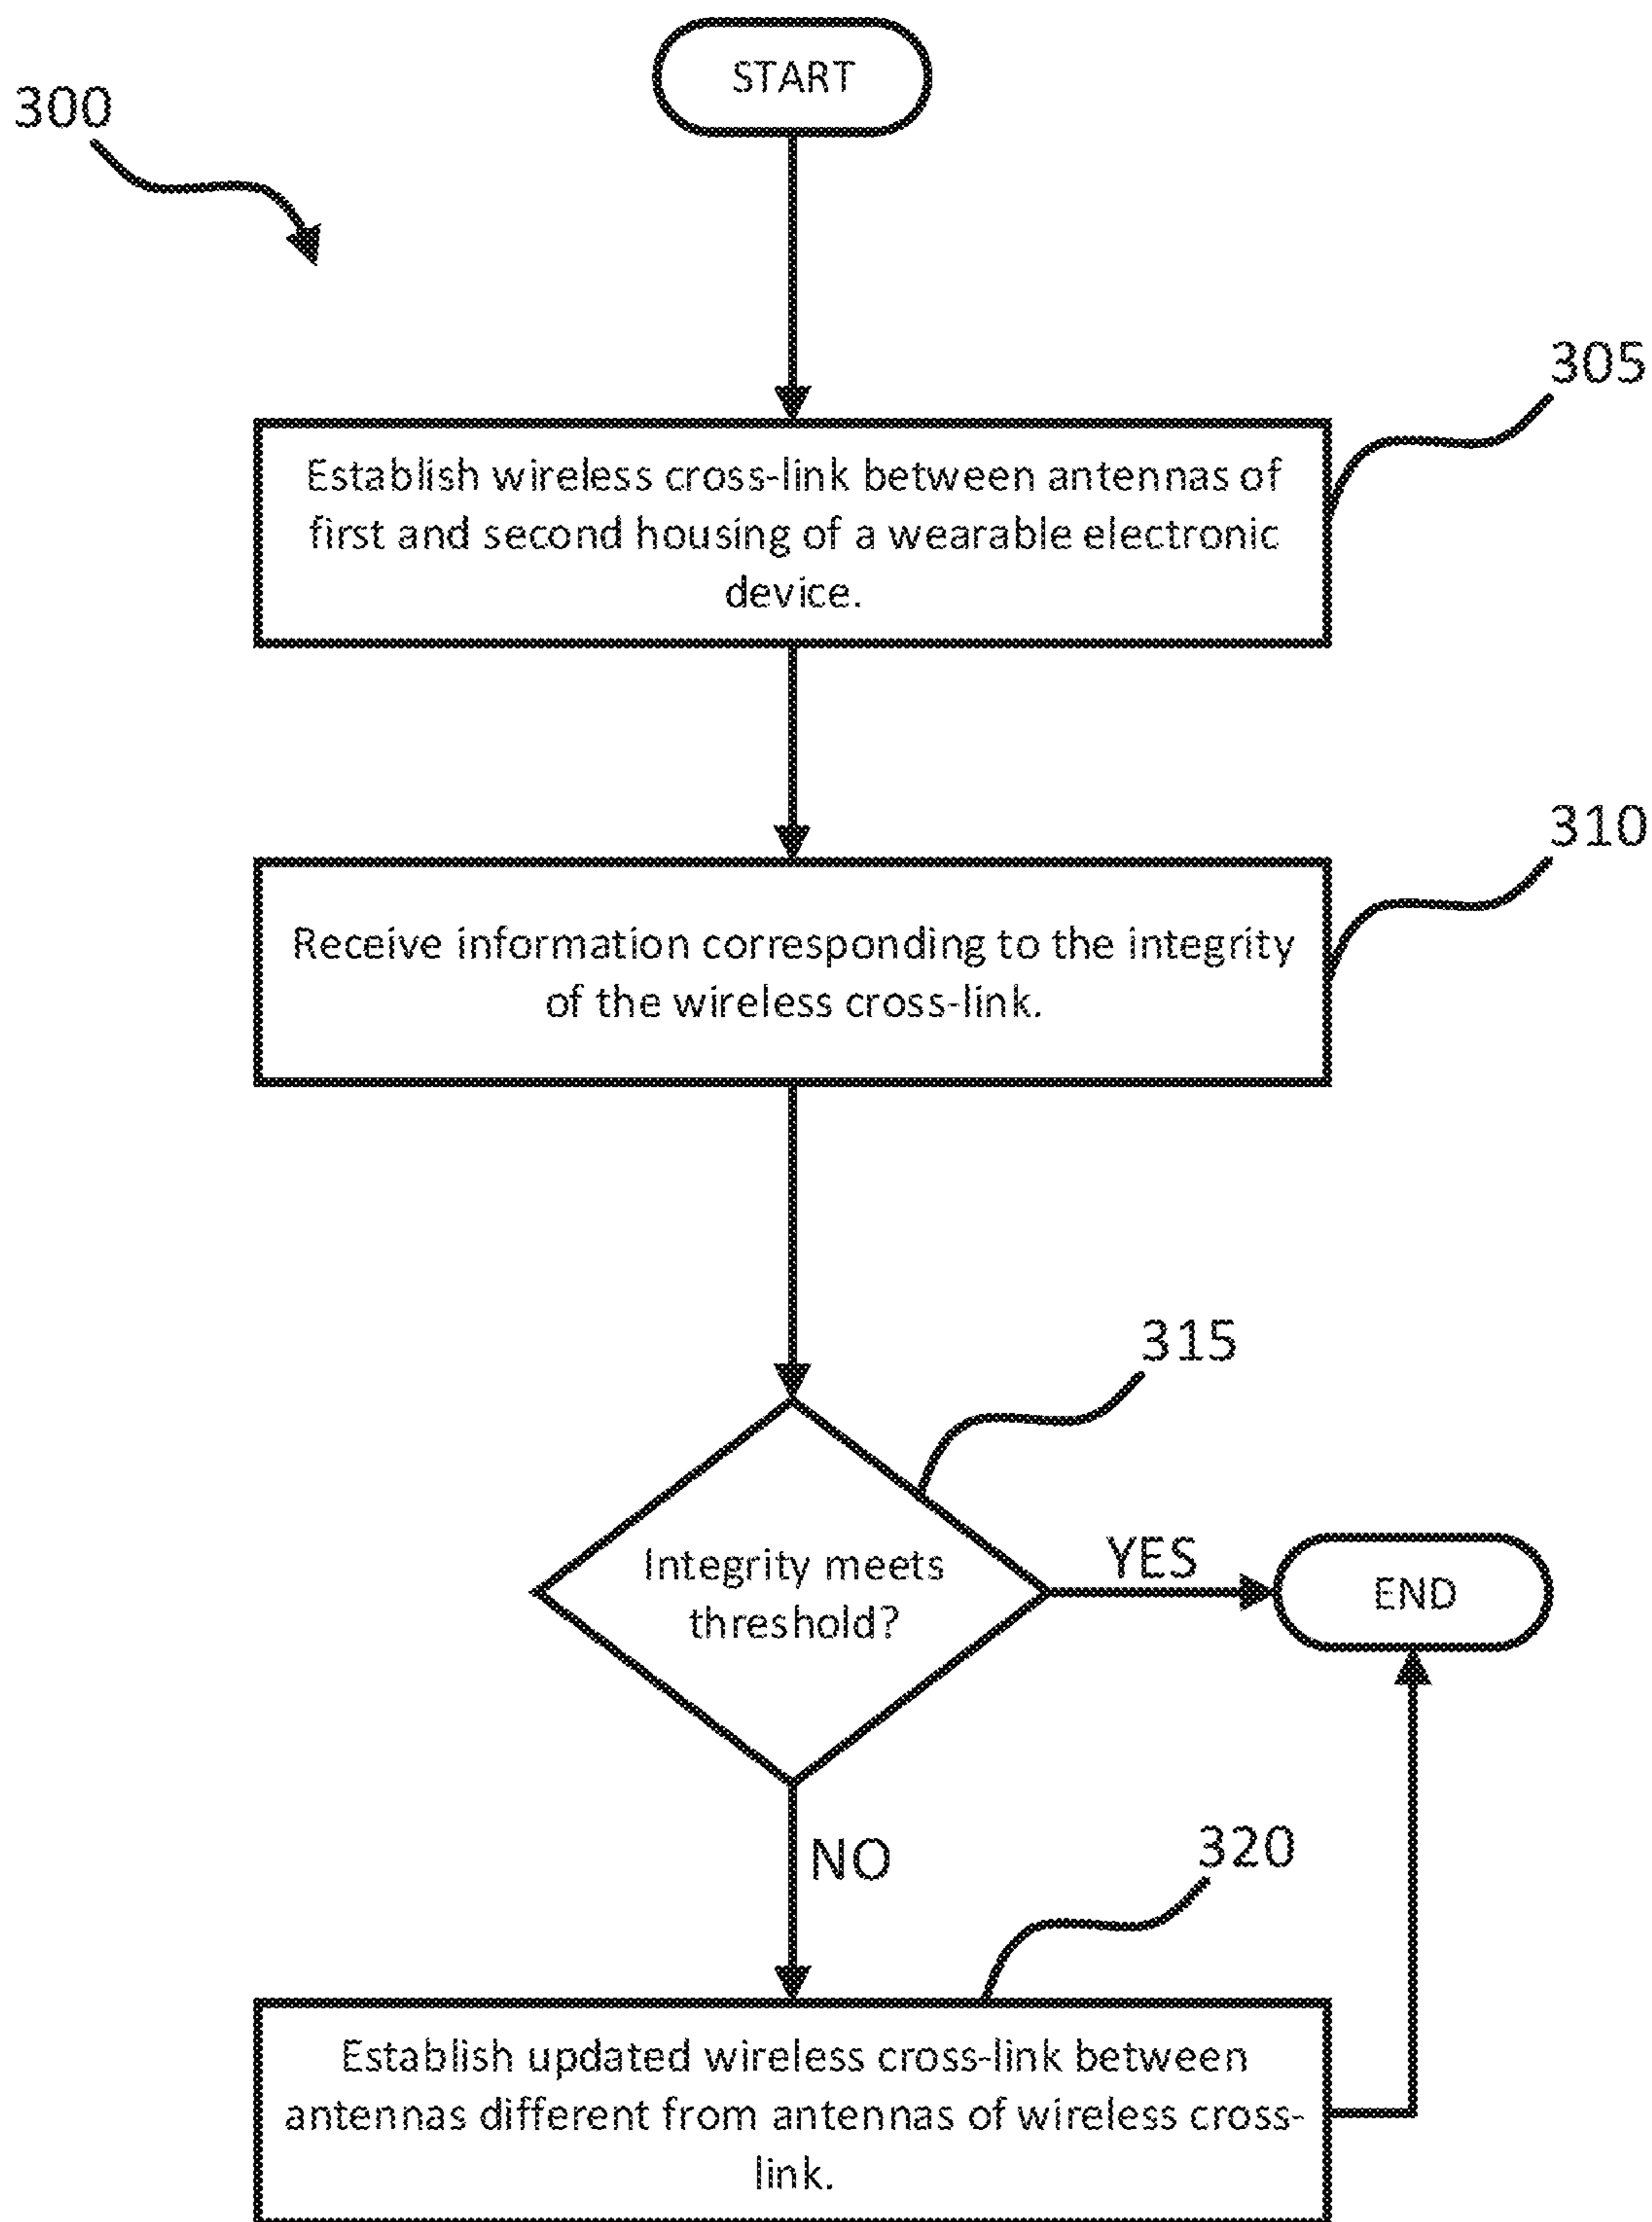 START
300
305
Establish wireless cross-link between antennas of
first and second housing of a wearable electronic
device.
310
Receive information corresponding to the integrity
of the wireless cross-link.
315
Integrity meets
threshold?
YES
END
NO
320
Establish updated wireless cross-link between
antennas different from antennas of wireless cross-
link.